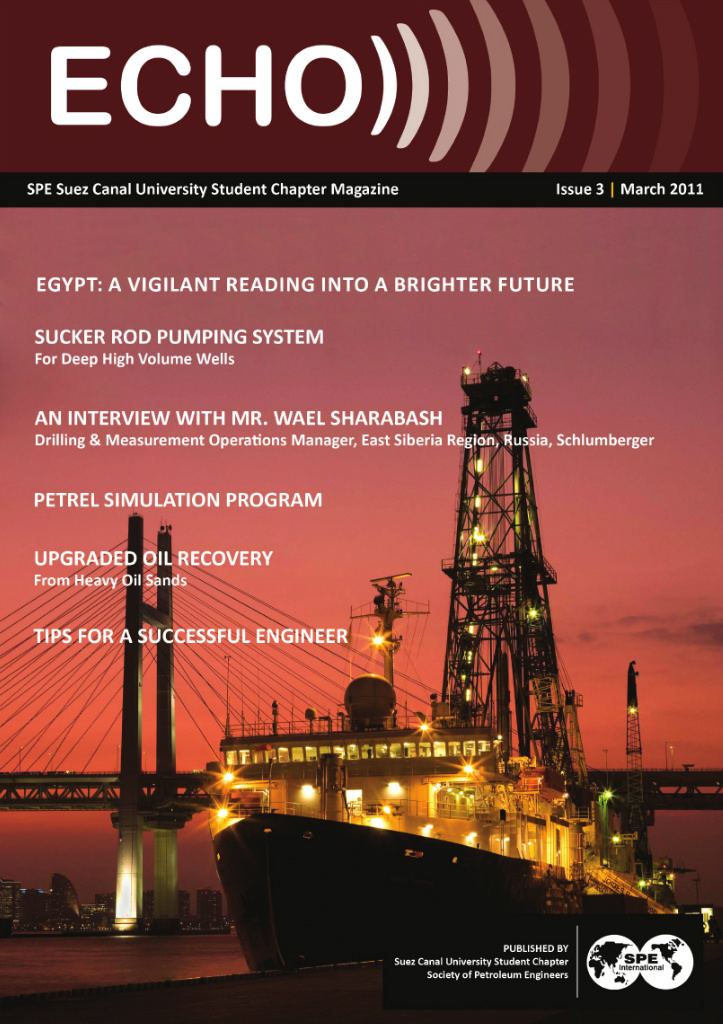 ECHO
SPE Suez Canal University Student Chapter Magazine
Issue 3 | March 2011
EGYPT: A VIGILANT READING INTO A BRIGHTER FUTURE
SUCKER ROD PUMPING SYSTEM
For Deep High Volume Wells
AN INTERVIEW WITH MR. WAEL SHARABASH
Drilling & Measurement Operations Manager, East Siberia Region, Russia, Schlumberger
PETREL SIMULATION PROGRAM
UPGRADED OIL RECOVERY
From Heavy Oil Sands
TIPS FOR A SUCCESSFUL ENGINEER
PUBLISHED BY
Suez Canal University Student Chapter
Society of Petroleum Engineers
SPE
International